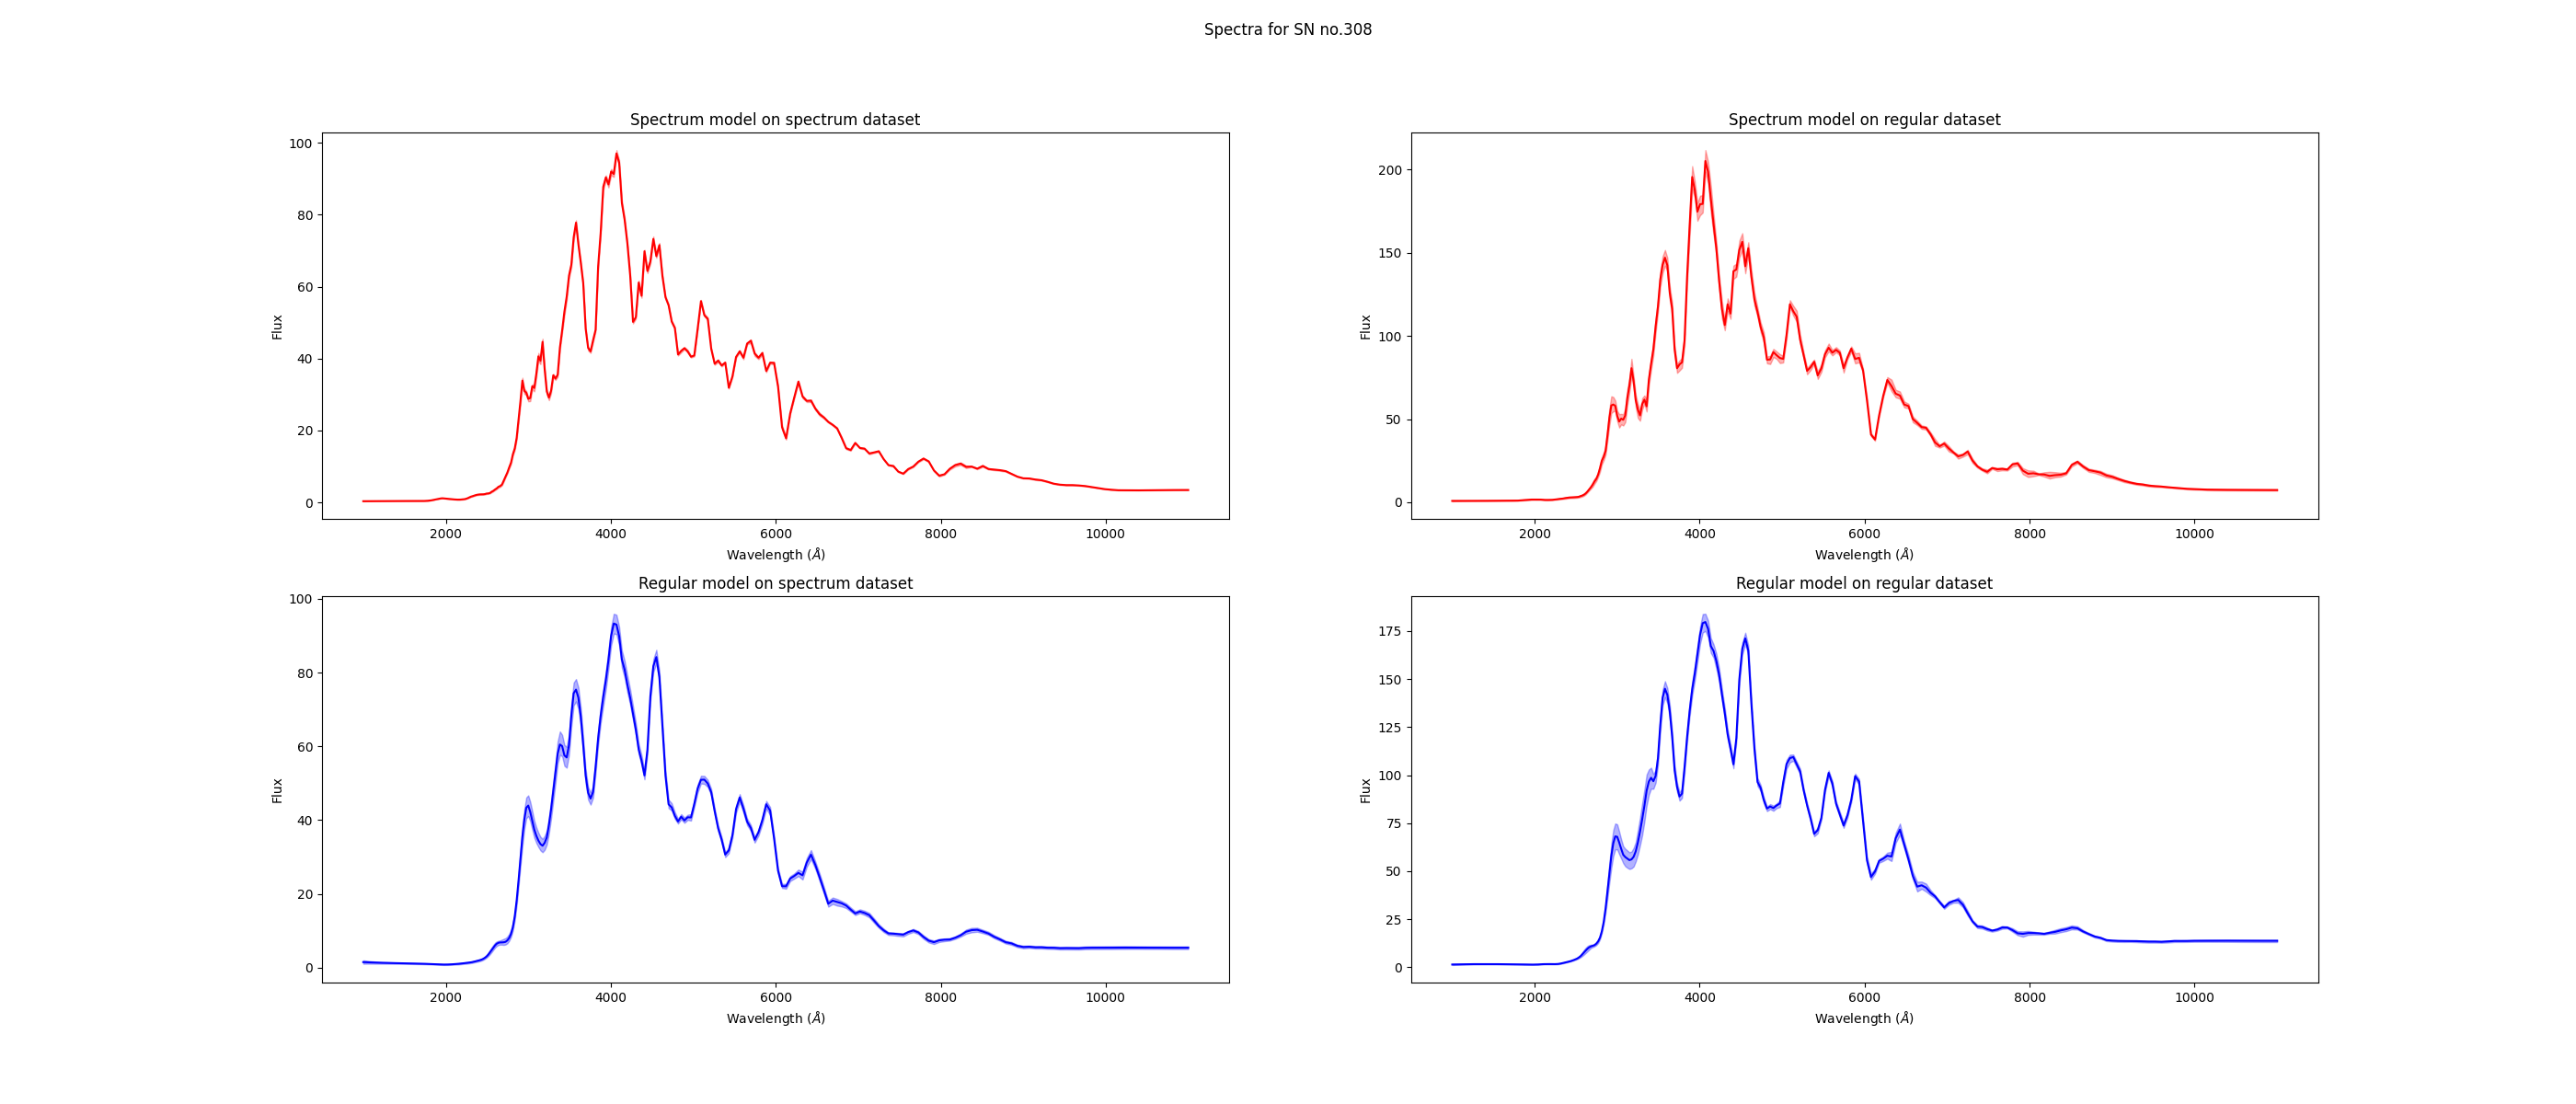 Spectra for SN no.308
Spectrum model on spectrum dataset
100
80
60
40
20
0
Flux
2000 4000 6000 8000 10000
Wavelength (Å)
Spectrum model on regular dataset
200
150
100
50
0
Flux
2000 4000 6000 8000 10000
Wavelength (Å)
Regular model on spectrum dataset
100
80
60
40
20
0
Flux
2000 4000 6000 8000 10000
Wavelength (Å)
Regular model on regular dataset
175
150
125
100
75
50
25
0
Flux
2000 4000 6000 8000 10000
Wavelength (Å)